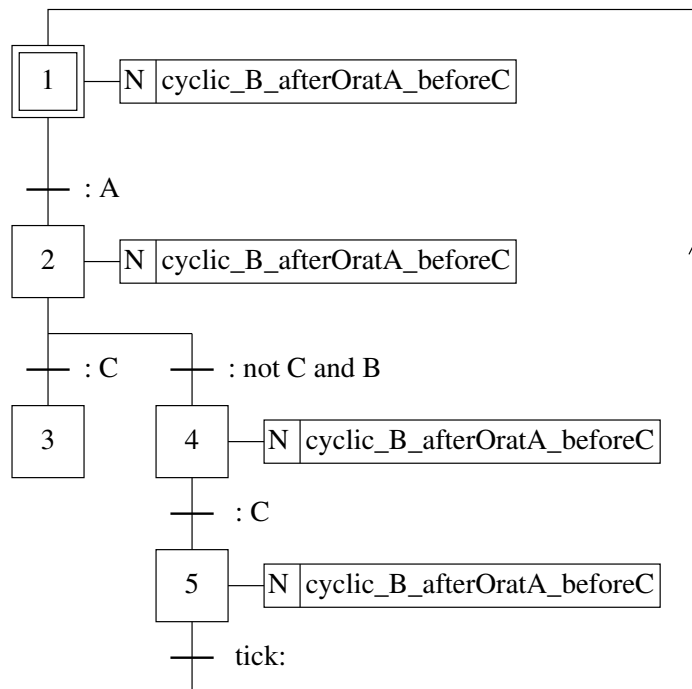 1 N cyclic_B_afterOratA_beforeC
: A
2 N cyclic_B_afterOratA_beforeC
: C : not C and B
3 4 N cyclic_B_afterOratA_beforeC
: C
5 N cyclic_B_afterOratA_beforeC
tick: